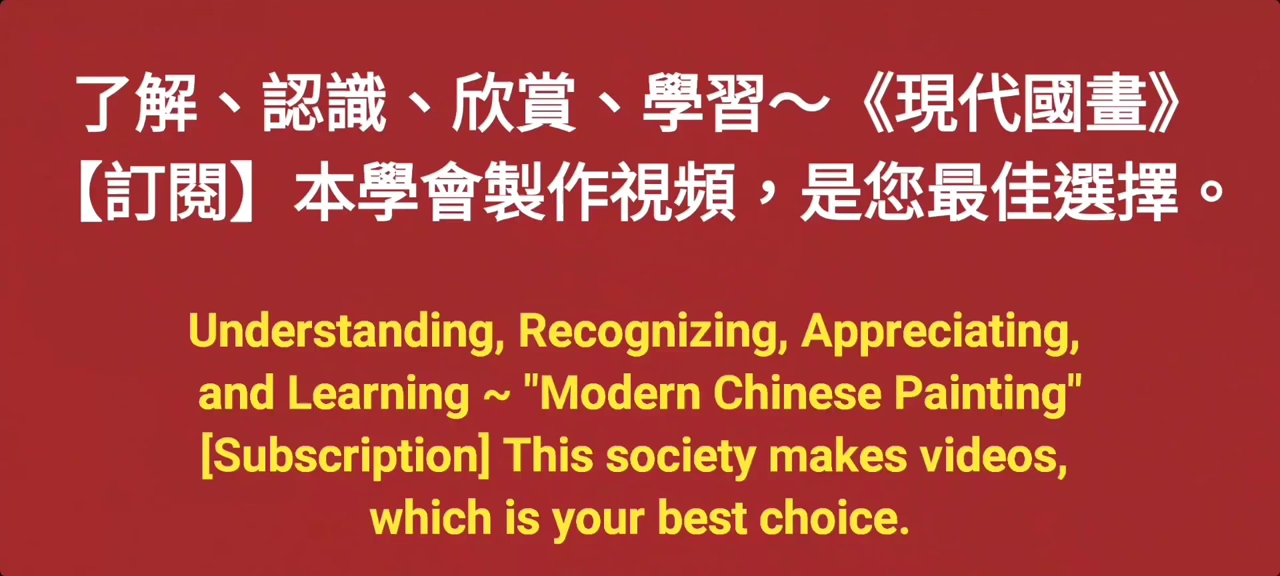 了解、認識、欣賞、學習～《現代國畫》
【訂閱】本學會製作視頻，是您最佳選擇。
Understanding, Recognizing, Appreciating,
and Learning ~ "Modern Chinese Painting"
[Subscription] This society makes videos,
which is your best choice.